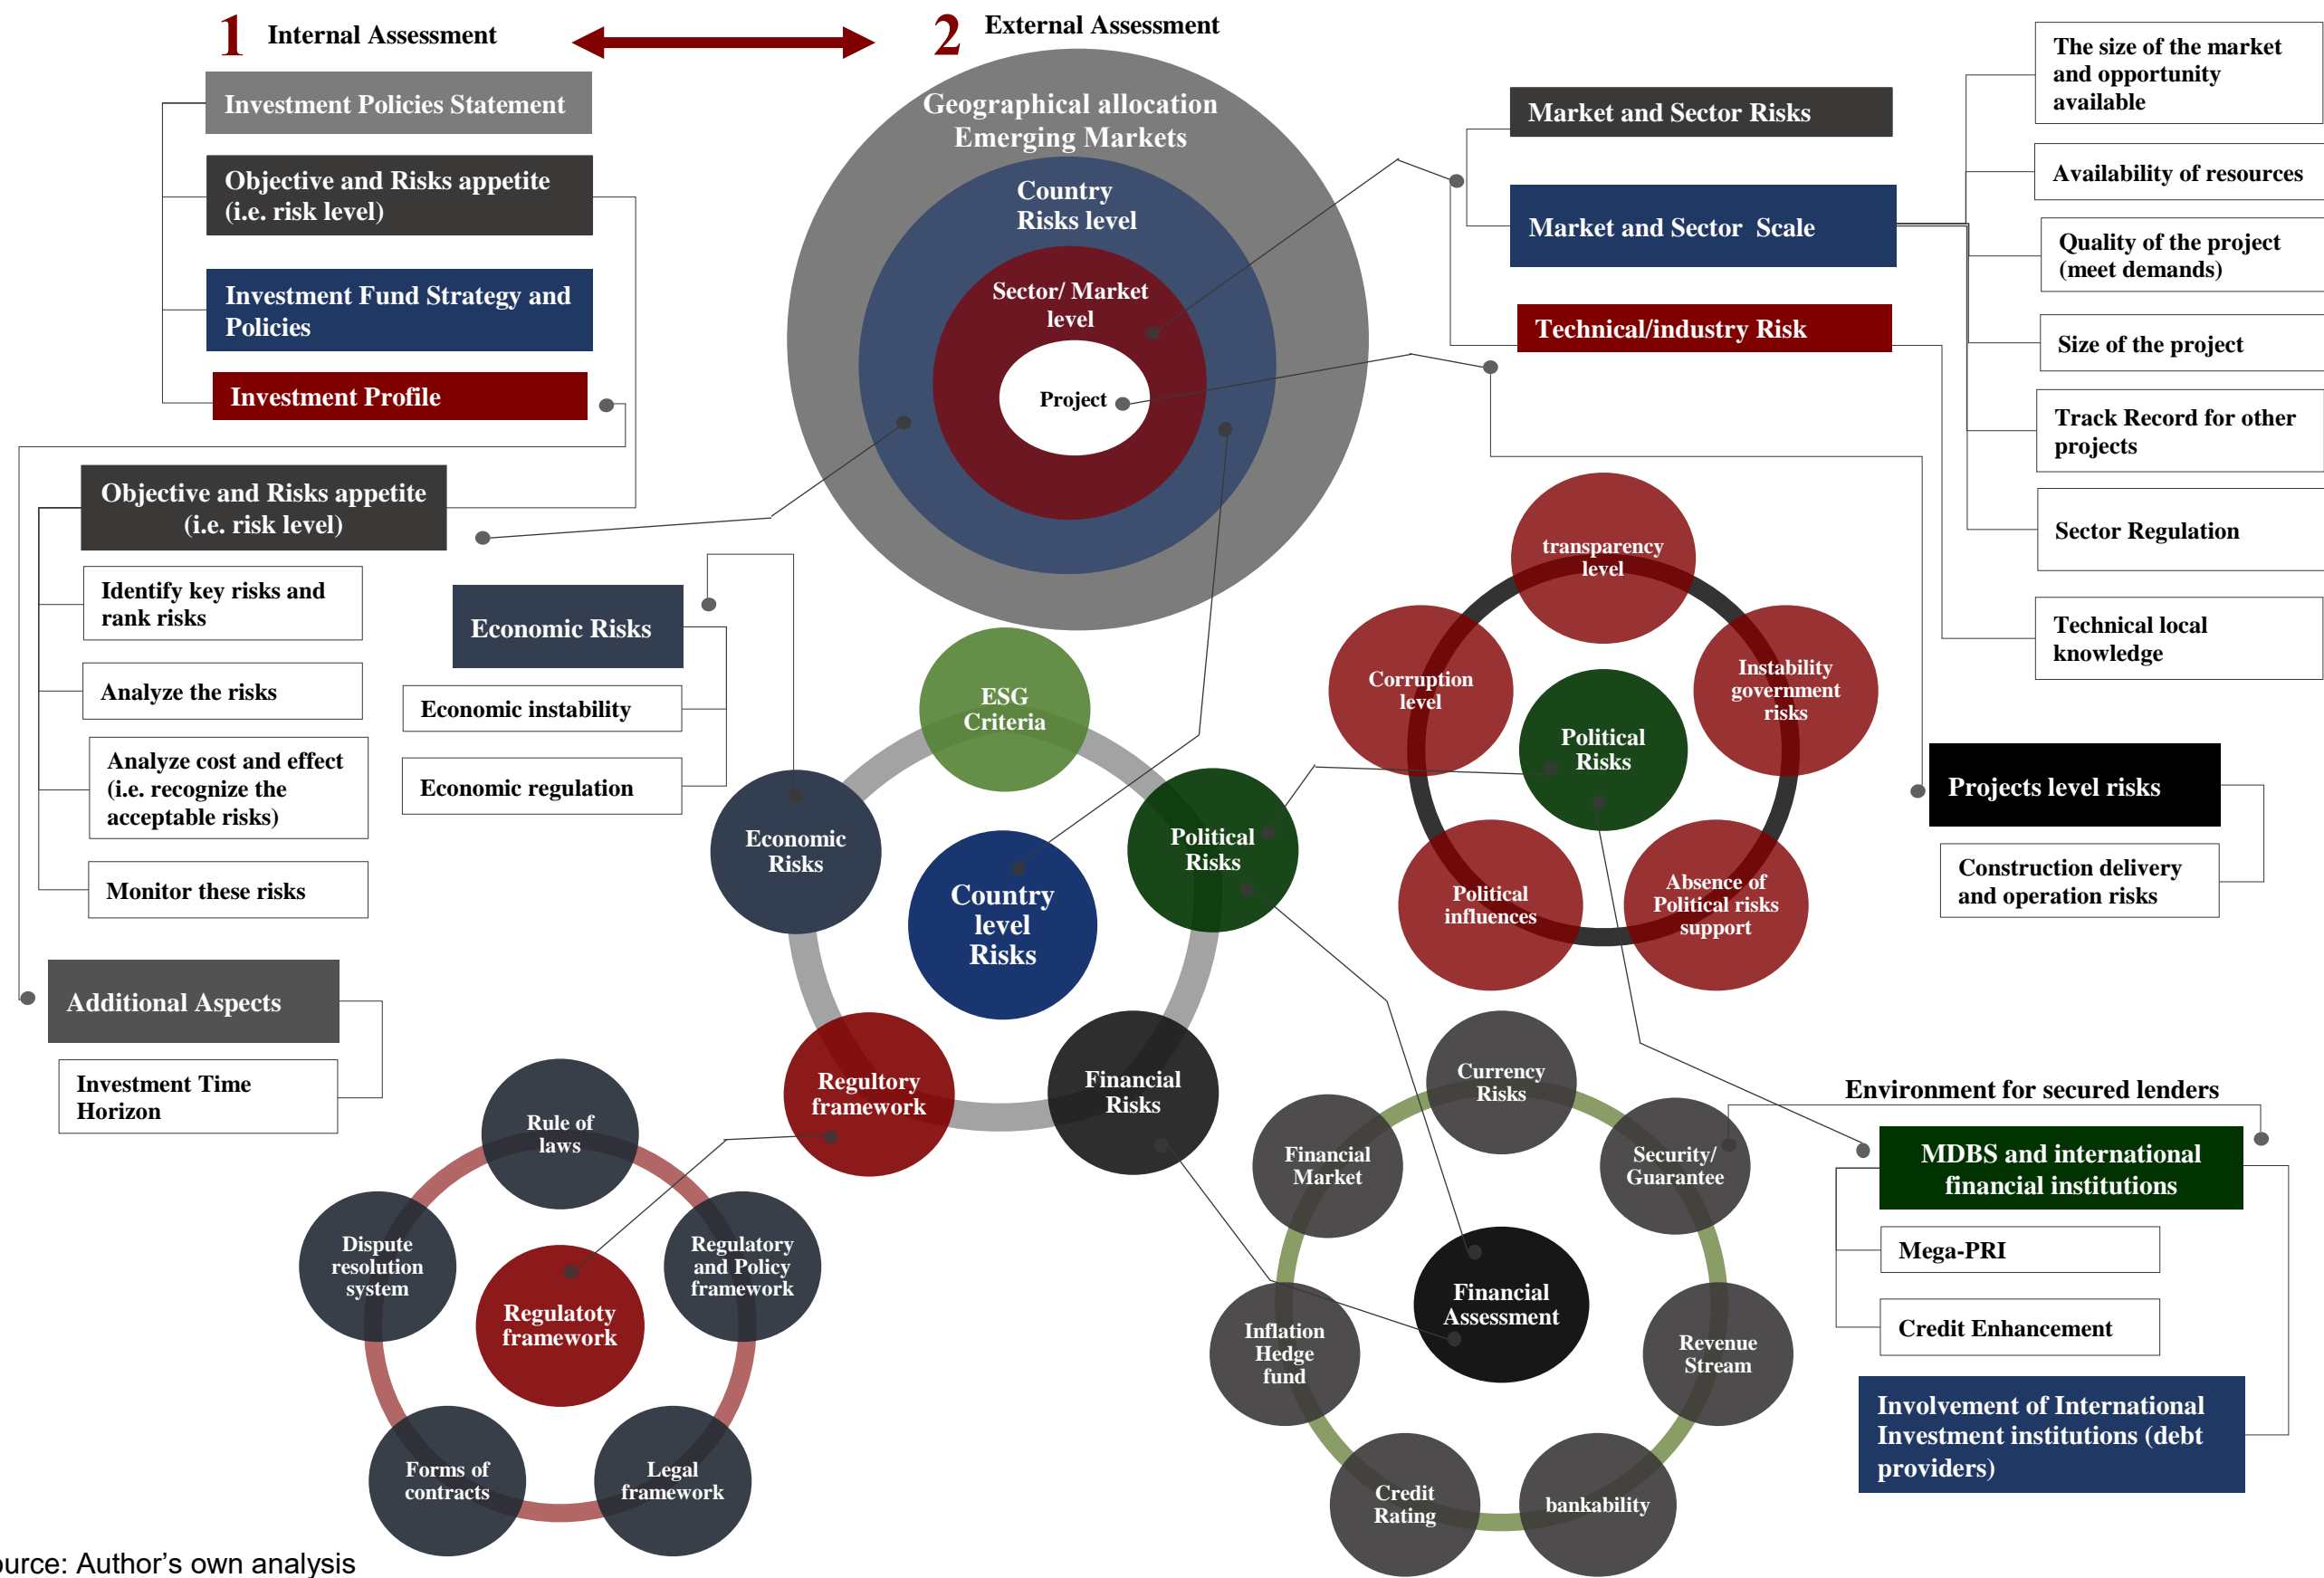 1 Internal Assessment
2 External Assessment
Investment Policies Statement
Objective and Risks appetite
(i.e. risk level)
Investment Fund Strategy and
Policies
Investment Profile
Objective and Risks appetite
(i.e. risk level)
Identify key risks and
rank risks
Analyze the risks
Analyze cost and effect
(i.e. recognize the
acceptable risks)
Monitor these risks
Additional Aspects
Investment Time
Horizon
Geographical allocation
Emerging Markets
Country
Risks level
Sector/ Market
level
Project
Market and Sector Risks
Market and Sector Scale
Technical/industry Risk
The size of the market
and opportunity
available
Availability of resources
Quality of the project
(meet demands)
Size of the project
Track Record for other
projects
Sector Regulation
Technical local
knowledge
Economic Risks
Economic instability
Economic regulation
ESG
Criteria
Economic
Risks
Political
Risks
Country
level
Risks
Regultory
framework
Financial
Risks
transparency
level
Corruption
level
Instability
government
risks
Political
Risks
Political
influences
Absence of
Political risks
support
Projects level risks
Construction delivery
and operation risks
Rule of
laws
Dispute
resolution
system
Regulatory
and Policy
framework
Regulatoty
framework
Forms of
contracts
Legal
framework
Currency
Risks
Financial
Market
Security/
Guarantee
Financial
Assessment
Inflation
Hedge
fund
Revenue
Stream
Credit
Rating
bankability
Environment for secured lenders
MDBS and international
financial institutions
Mega-PRI
Credit Enhancement
Involvement of International
Investment institutions (debt
providers)
ource: Author’s own analysis